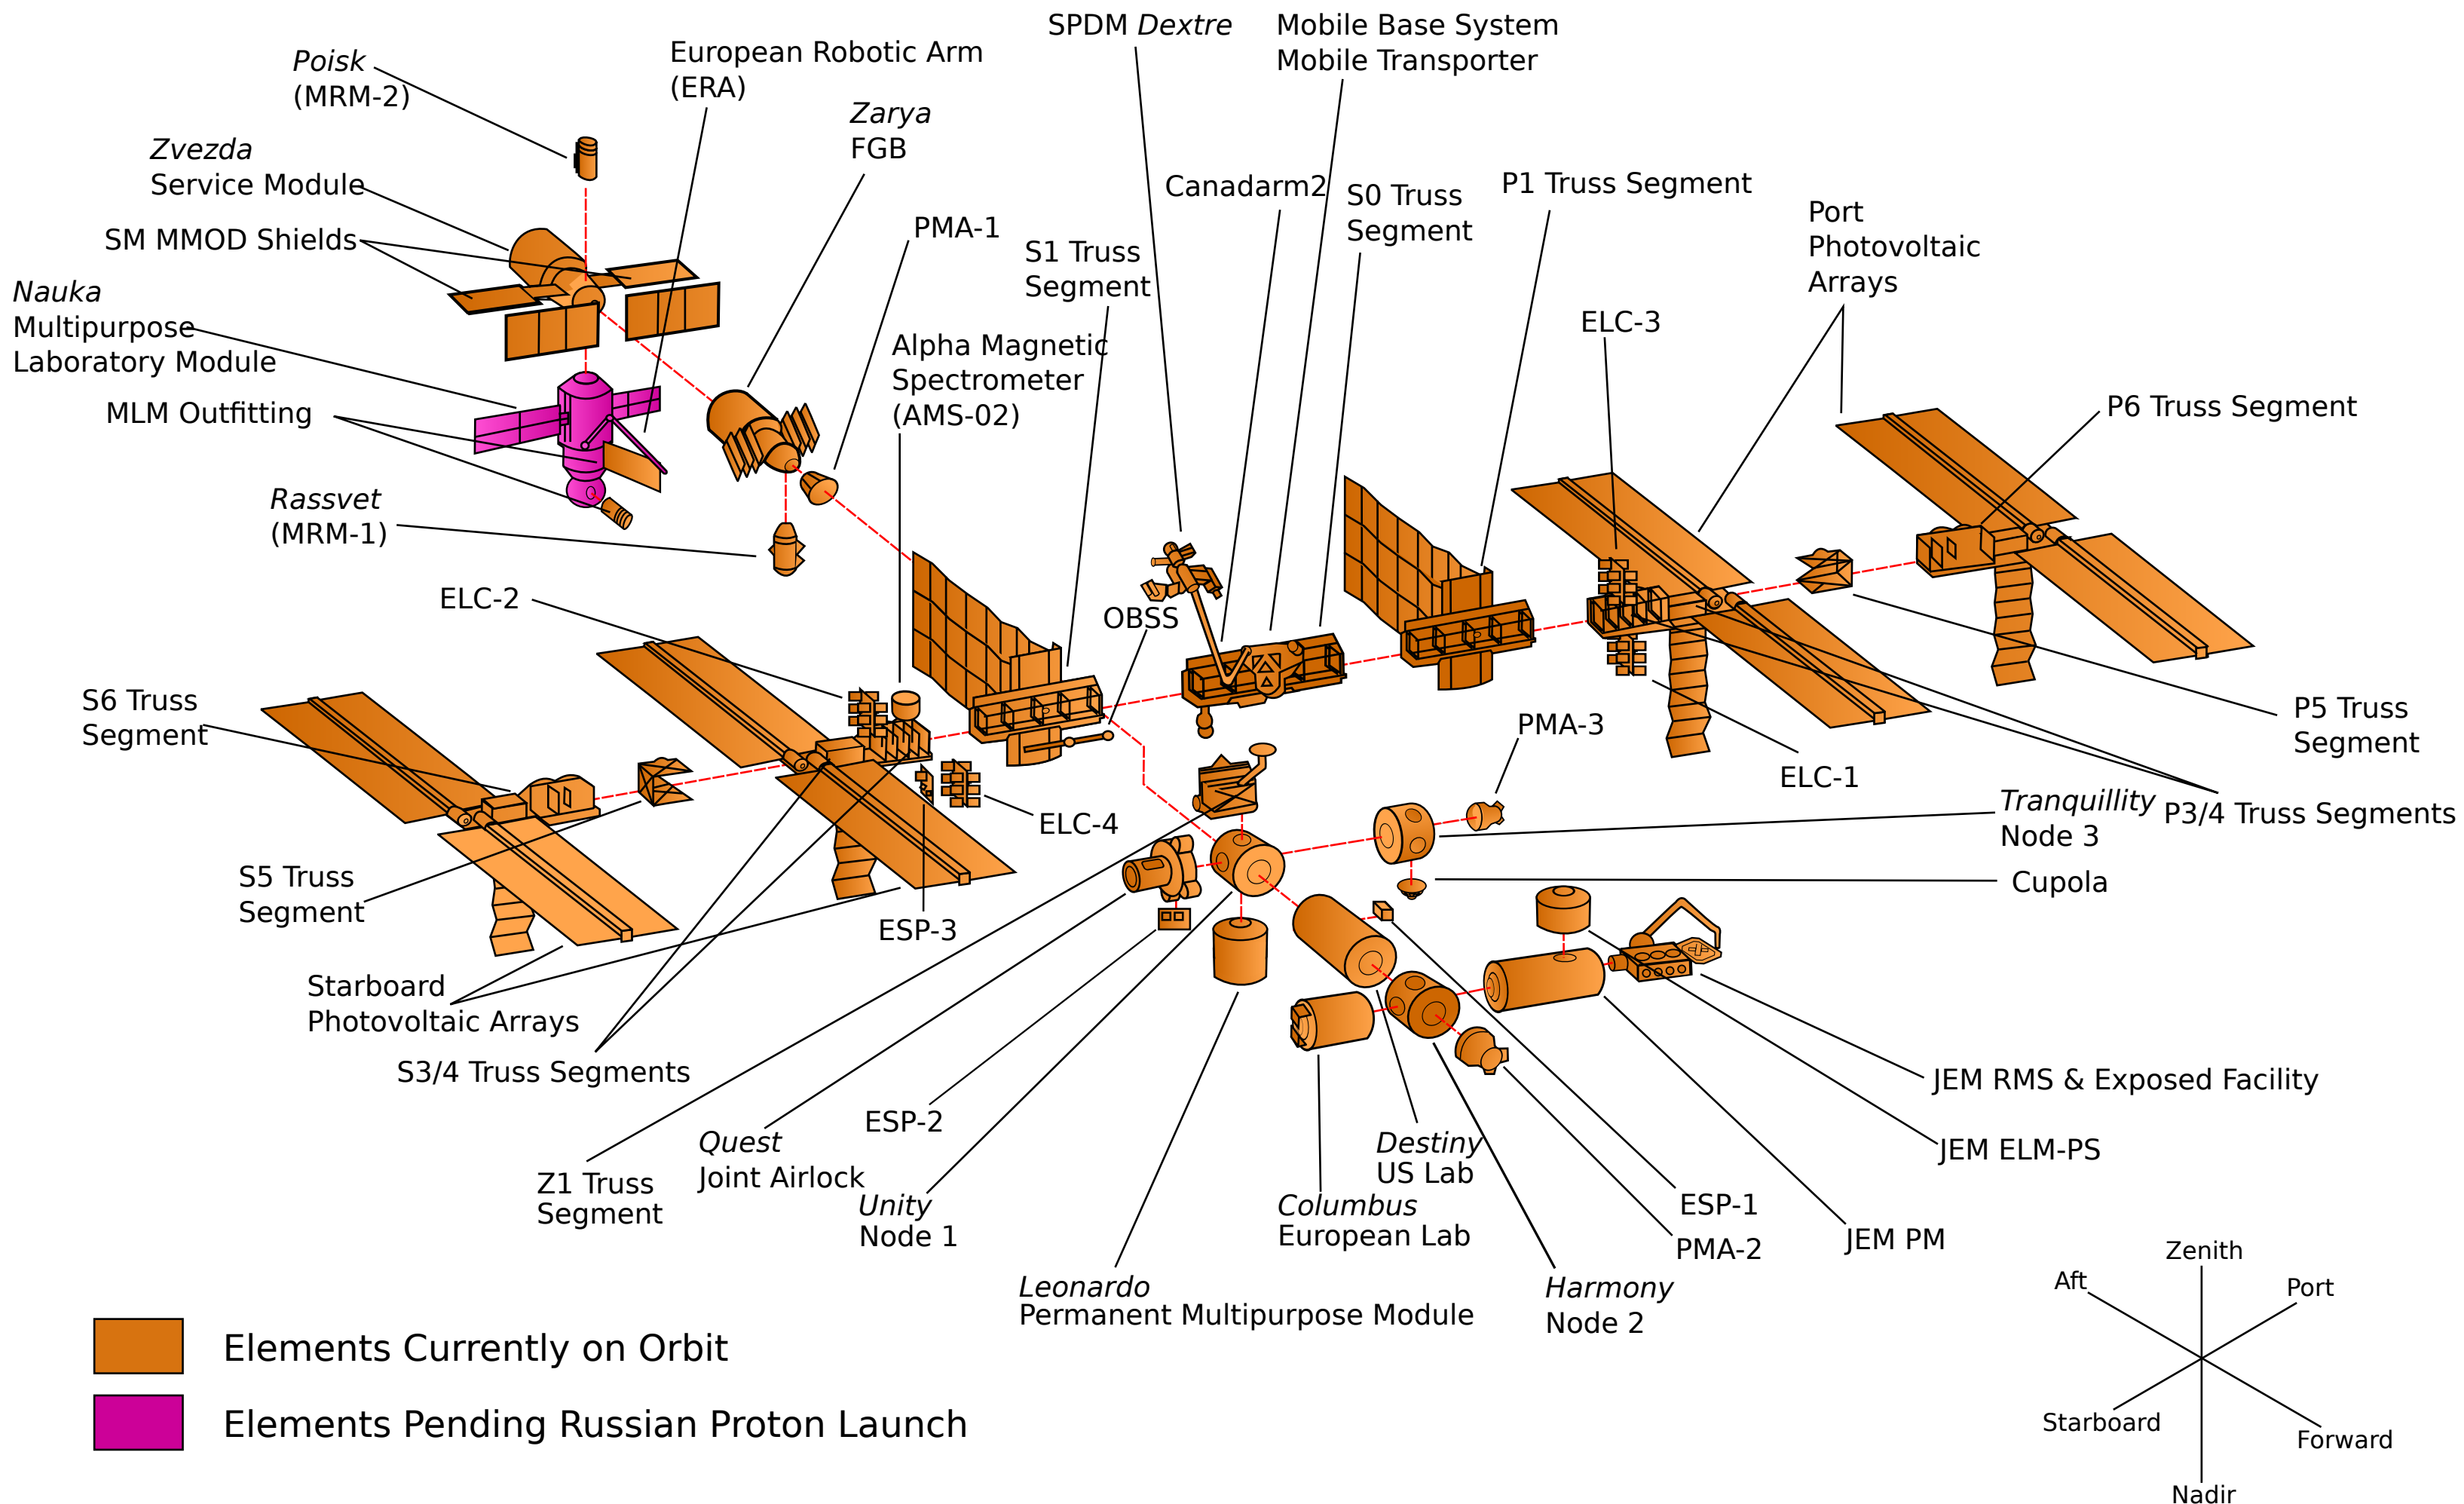 SPDM Dextre
Mobile Base System
Mobile Transporter
European Robotic Arm
(ERA)
Poisk
(MRM-2)
Zarya
FGB
Zvezda
Service Module
Canadarm2
S0 Truss
Segment
P1 Truss Segment
Port
Photovoltaic
Arrays
SM MMOD Shields
PMA-1
S1 Truss
Segment
Nauka
Multipurpose
Laboratory Module
ELC-3
Alpha Magnetic
Spectrometer
(AMS-02)
MLM Outfitting
P6 Truss Segment
Rassvet
(MRM-1)
ELC-2
OBSS
S6 Truss
Segment
PMA-3
P5 Truss
Segment
ELC-1
Tranquillity
Node 3
P3/4 Truss Segments
ELC-4
S5 Truss
Segment
Cupola
ESP-3
Starboard
Photovoltaic Arrays
S3/4 Truss Segments
JEM RMS & Exposed Facility
ESP-2
Quest
Joint Airlock
Destiny
US Lab
JEM ELM-PS
Z1 Truss
Segment
Unity
Node 1
Columbus
European Lab
ESP-1
PMA-2
JEM PM
Leonardo
Permanent Multipurpose Module
Harmony
Node 2
Zenith
Aft
Port
Starboard
Forward
Nadir
Elements Currently on Orbit
Elements Pending Russian Proton Launch